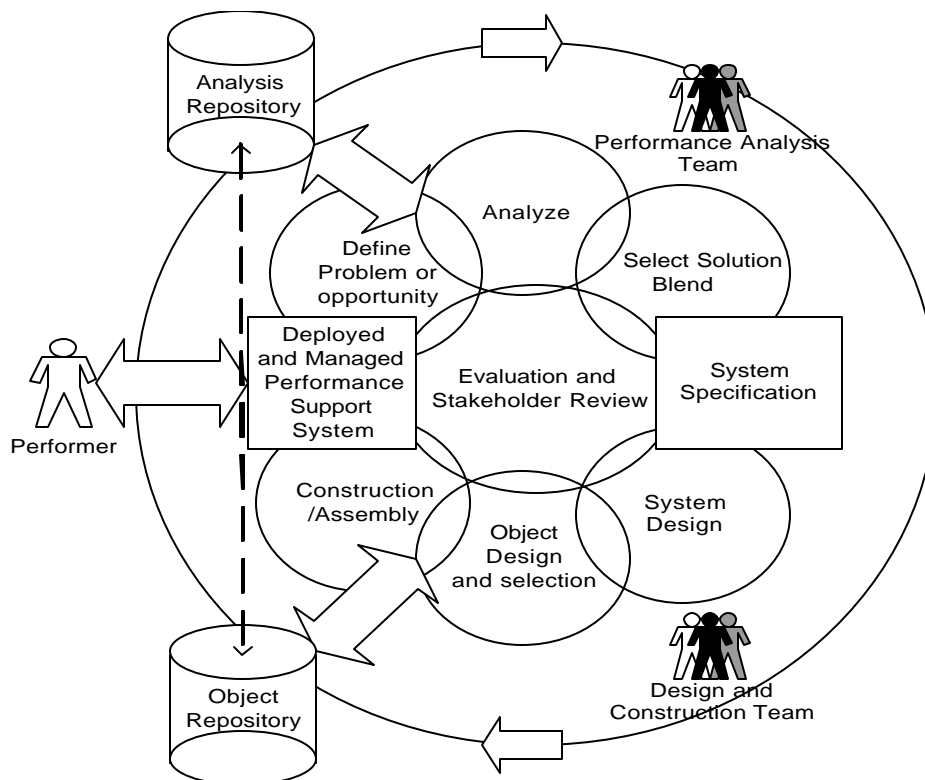 Analysis
Repository
Performance Analysis
Team
Analyze
Define
Problem or
opportunity
Select Solution
Blend
Deployed
and Managed
Performance
Support
System
Evaluation and
Stakeholder Review
System
Specification
Performer
Construction
/Assembly
Object
Design
and selection
System
Design
Object
Repository
Design and
Construction Team